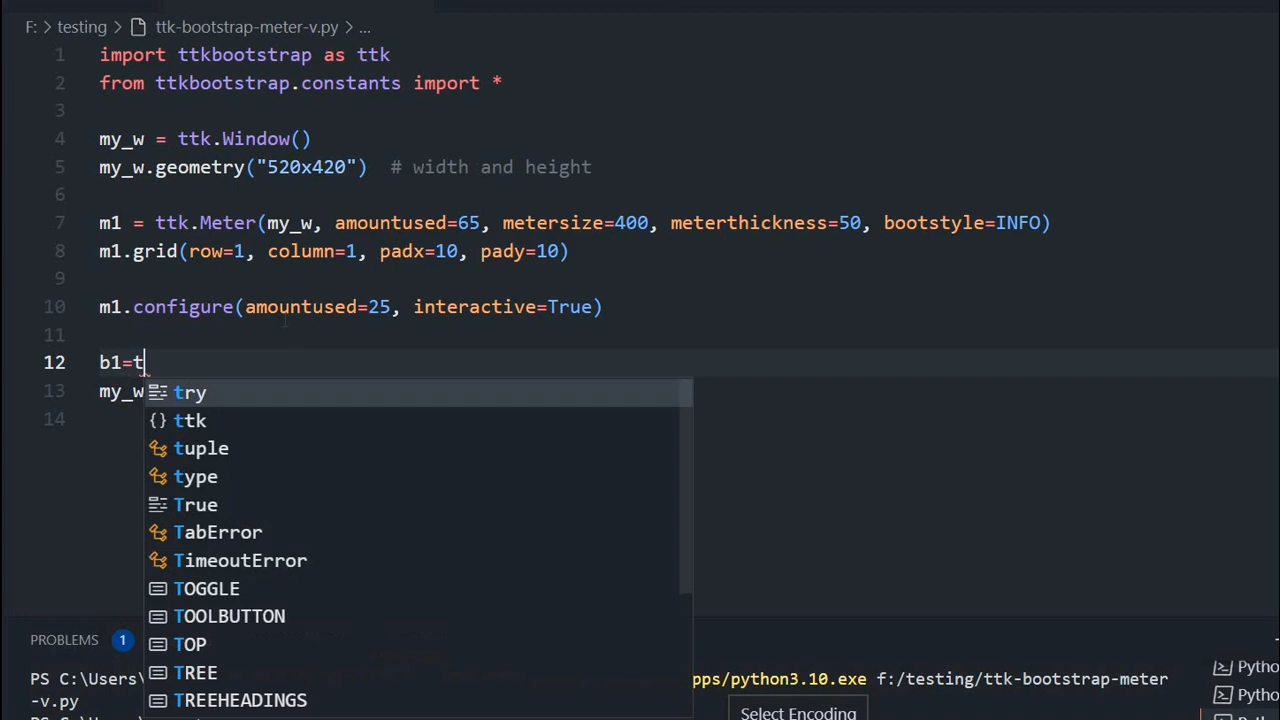 F: > testing > ttk-bootstrap-meter-v.py > ...
1 import ttkbootstrap as ttk
2 from ttkbootstrap.constants import *
3
4 my_w = ttk.Window()
5 my_w.geometry("520x420")  # width and height
6
7 m1 = ttk.Meter(my_w, amountused=65, metersize=400, meterthickness=50, bootstyle=INFO)
8 m1.grid(row=1, column=1, padx=10, pady=10)
9
10 m1.configure(amountused=25, interactive=True)
11
12 b1=t
13 my_w
14
try
ttk
tuple
type
True
TabError
TimeoutError
TOGGLE
TOOLBUTTON
TOP
TREE
TREEHEADINGS
PROBLEMS 1
PS C:\Users\ pps/python3.10.exe f:/testing/ttk-bootstrap-meter
-v.py
Select Encoding
Pytho
Pytho